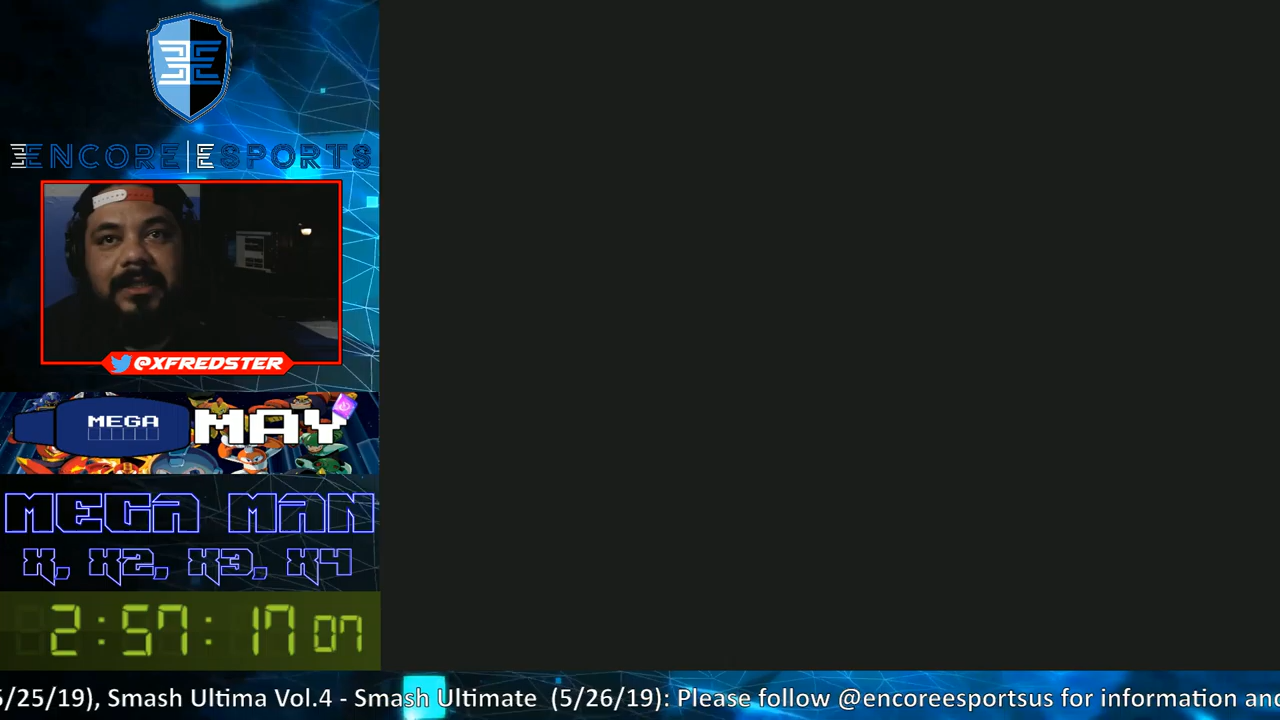 ENCORE|ESPORTS
@XFREDSTER
MEGA
MAY
MEGA MAN
X, X2, X3, X4
2:57:17 07
5/25/19), Smash Ultima Vol.4 - Smash Ultimate (5/26/19): Please follow @encoreesportsus for information and